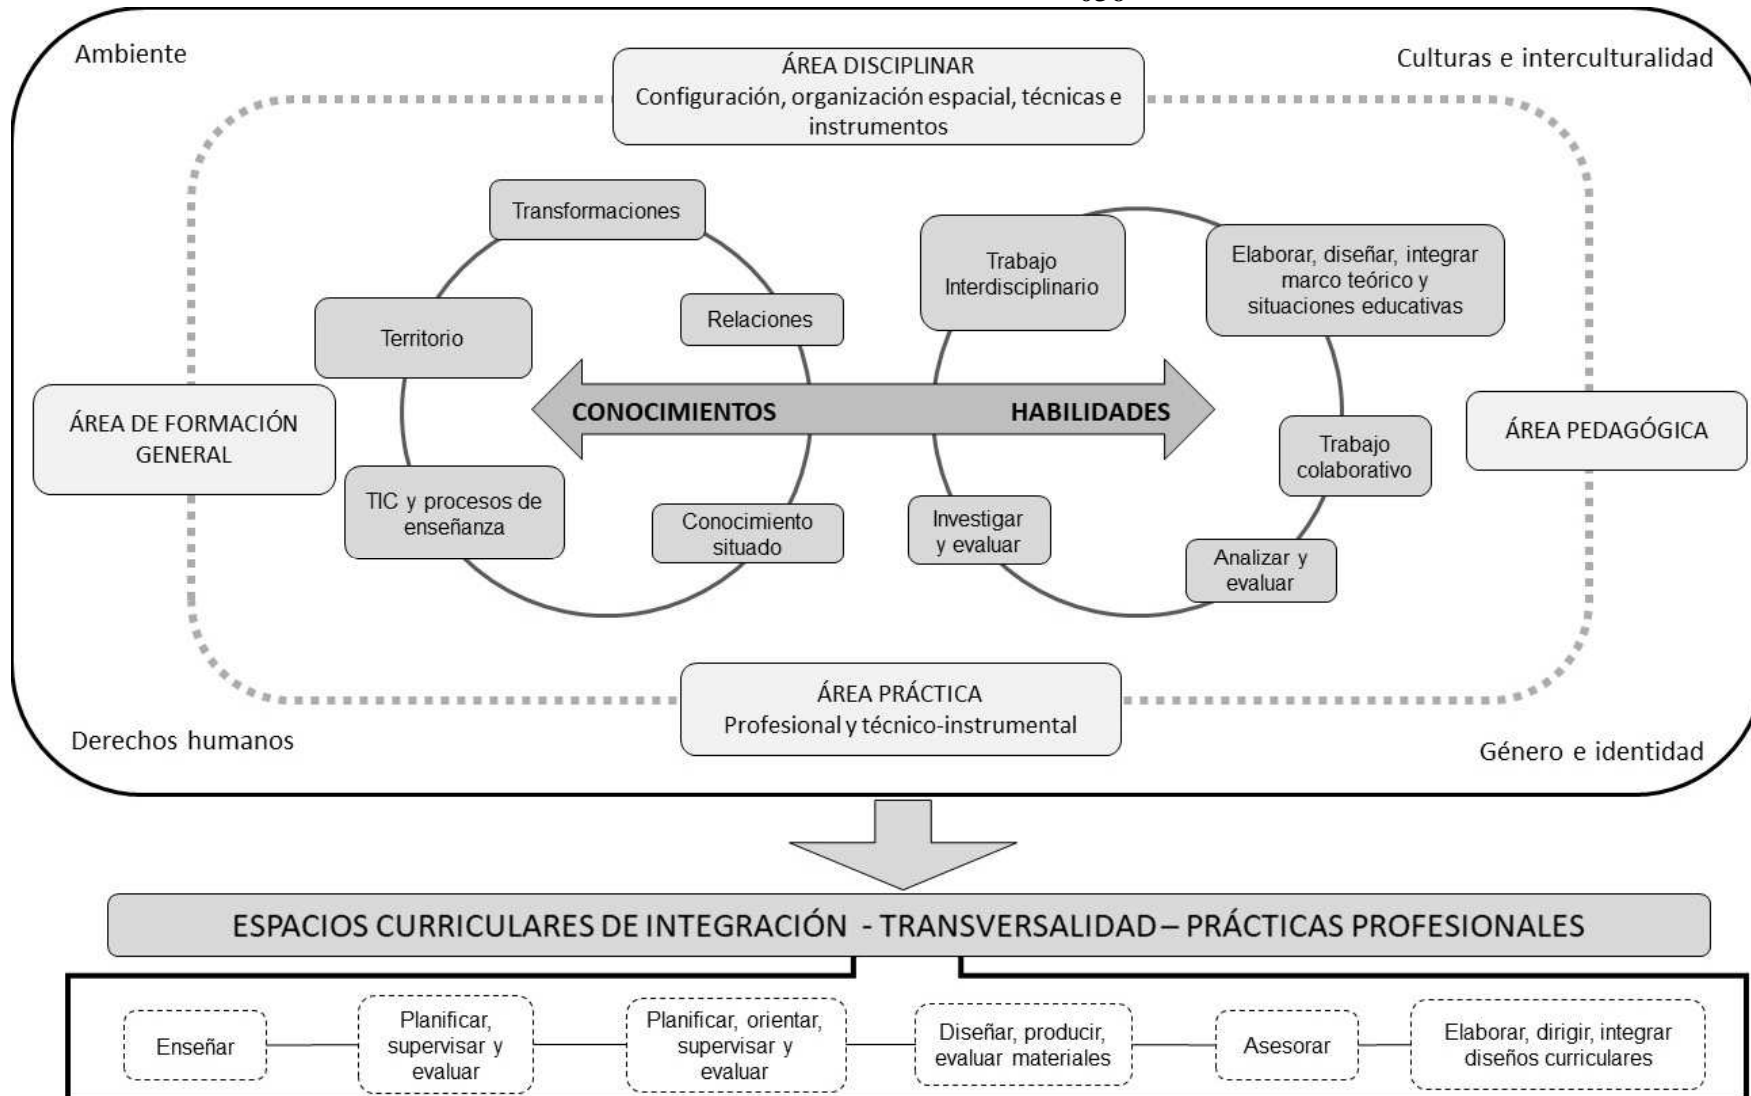 Ambiente
Culturas e interculturalidad
ÁREA DISCIPLINAR
Configuración, organización espacial, técnicas e
instrumentos
Transformaciones
Territorio
Relaciones
TIC y procesos de
enseñanza
Conocimiento
situado
CONOCIMIENTOS
HABILIDADES
Trabajo
Interdisciplinario
Elaborar, diseñar, integrar
marco teórico y
situaciones educativas
Trabajo
colaborativo
Investigar
y evaluar
Analizar y
evaluar
ÁREA DE FORMACIÓN
GENERAL
ÁREA PEDAGÓGICA
ÁREA PRÁCTICA
Profesional y técnico-instrumental
Derechos humanos
Género e identidad
ESPACIOS CURRICULARES DE INTEGRACIÓN - TRANSVERSALIDAD – PRÁCTICAS PROFESIONALES
Enseñar
Planificar,
supervisar y
evaluar
Planificar, orientar,
supervisar y
evaluar
Diseñar, producir,
evaluar materiales
Asesorar
Elaborar, dirigir, integrar
diseños curriculares